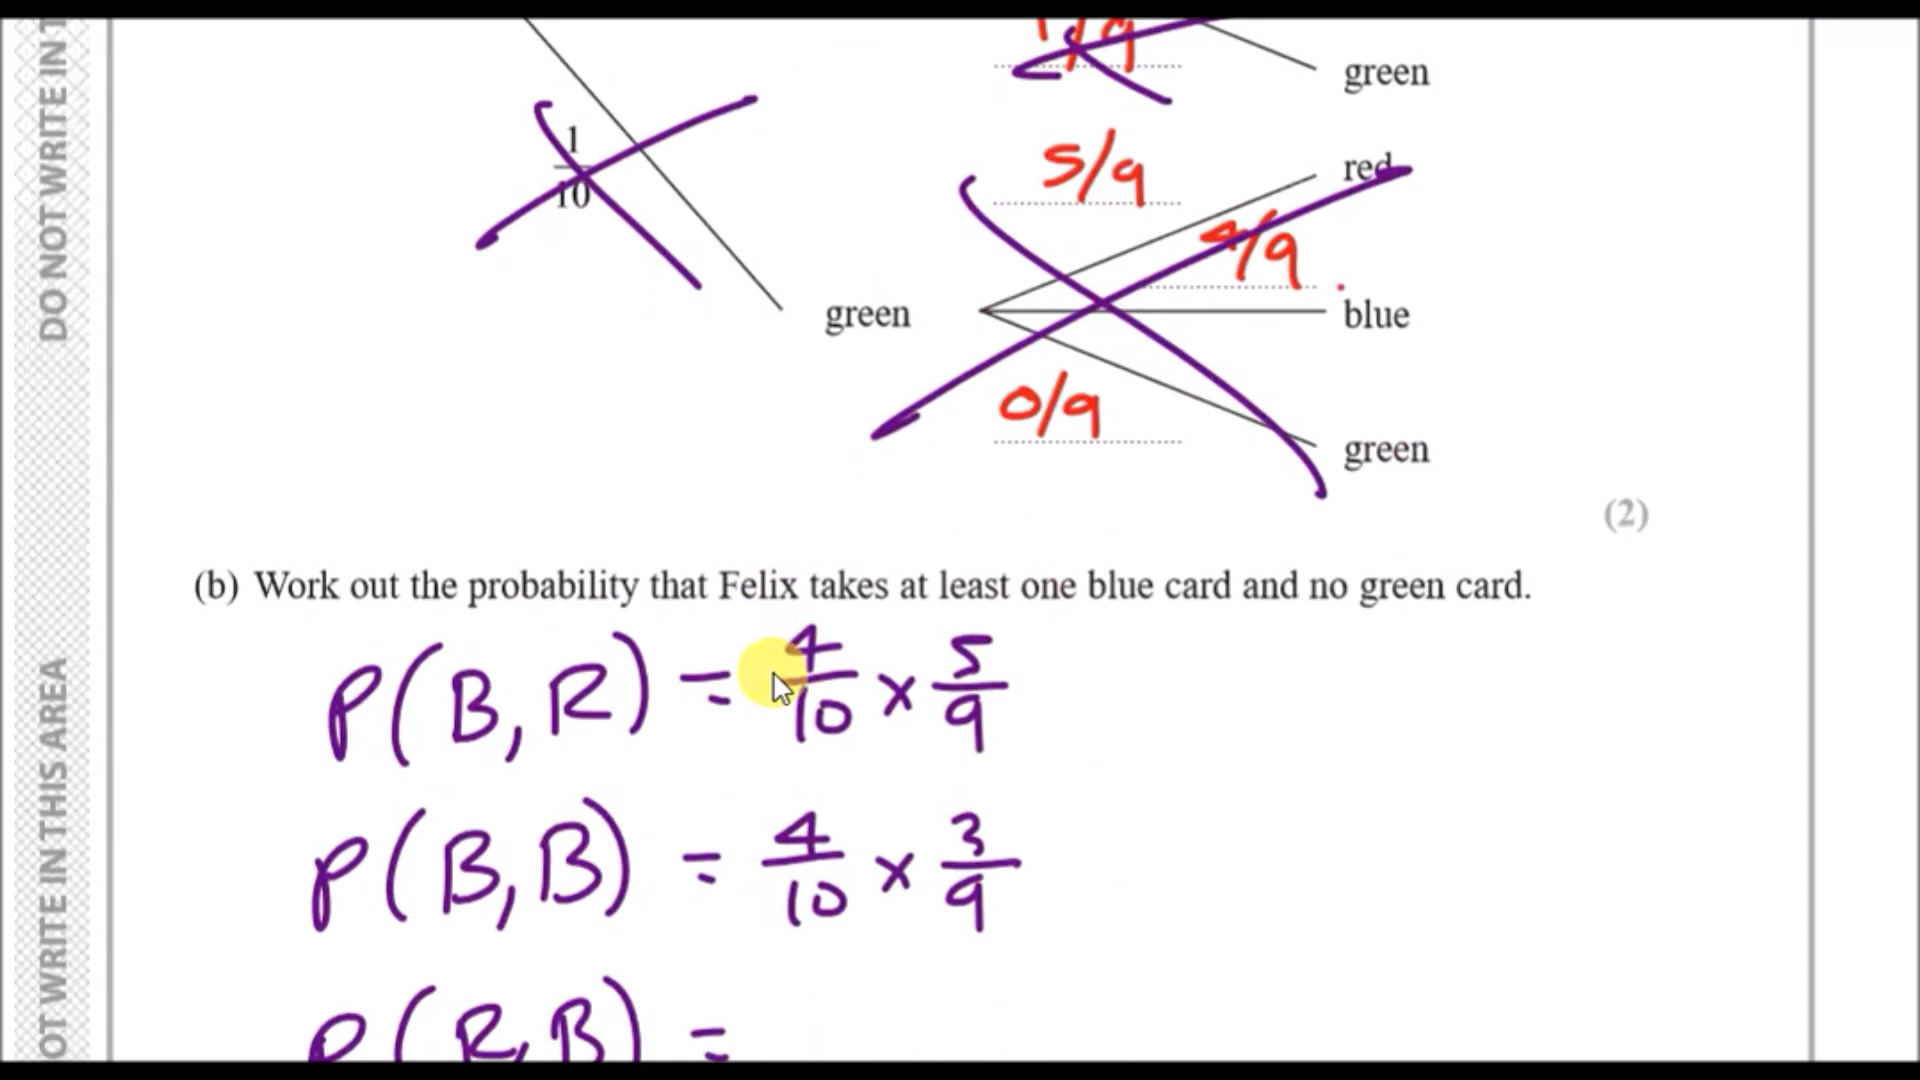 DO NOT WRITE IN T
OT WRITE IN THIS AREA
1/9
green
1
10
5/9
red
4/9
blue
green
0/9
green
(2)
(b) Work out the probability that Felix takes at least one blue card and no green card.
P(B, R) = 4/10 × 5/9
P(B, B) = 4/10 × 3/9
P(R, B) =